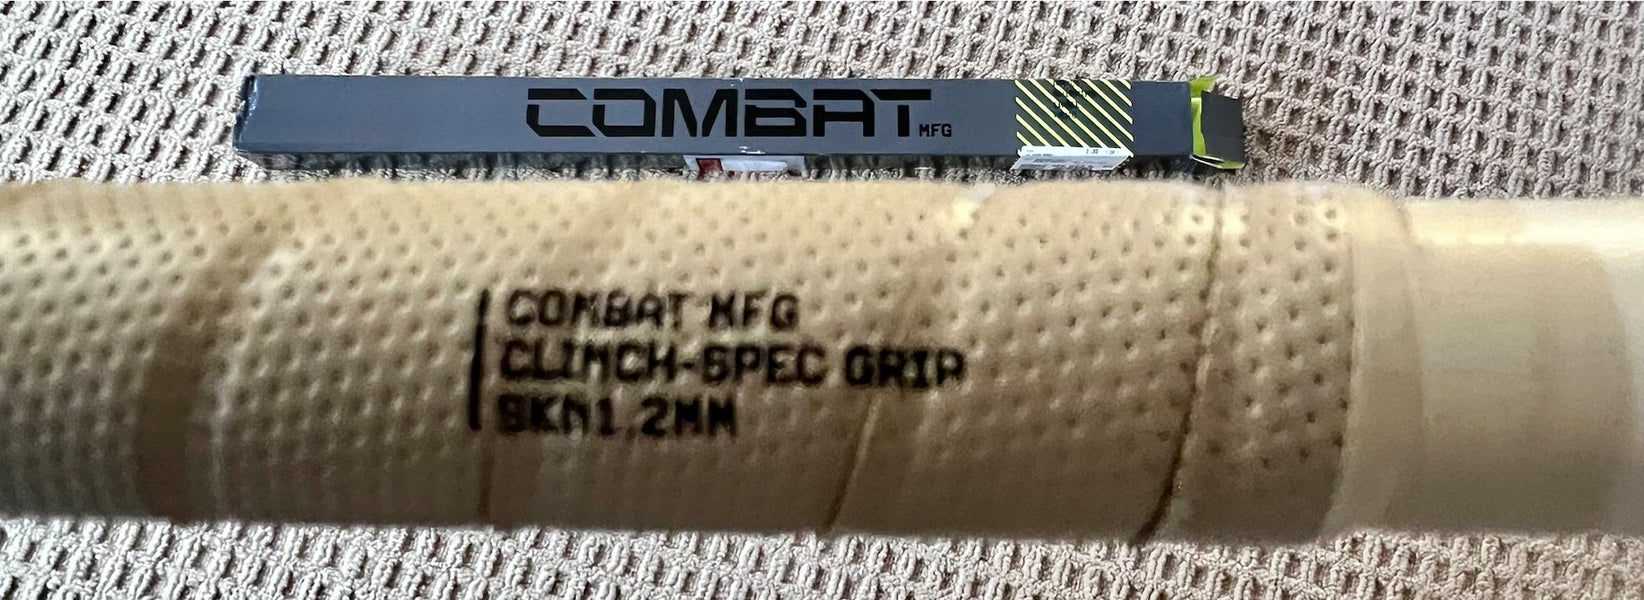 COMBAT MFG
COMBAT MFG
CLINCH-SPEC GRIP
SKN1.2MM